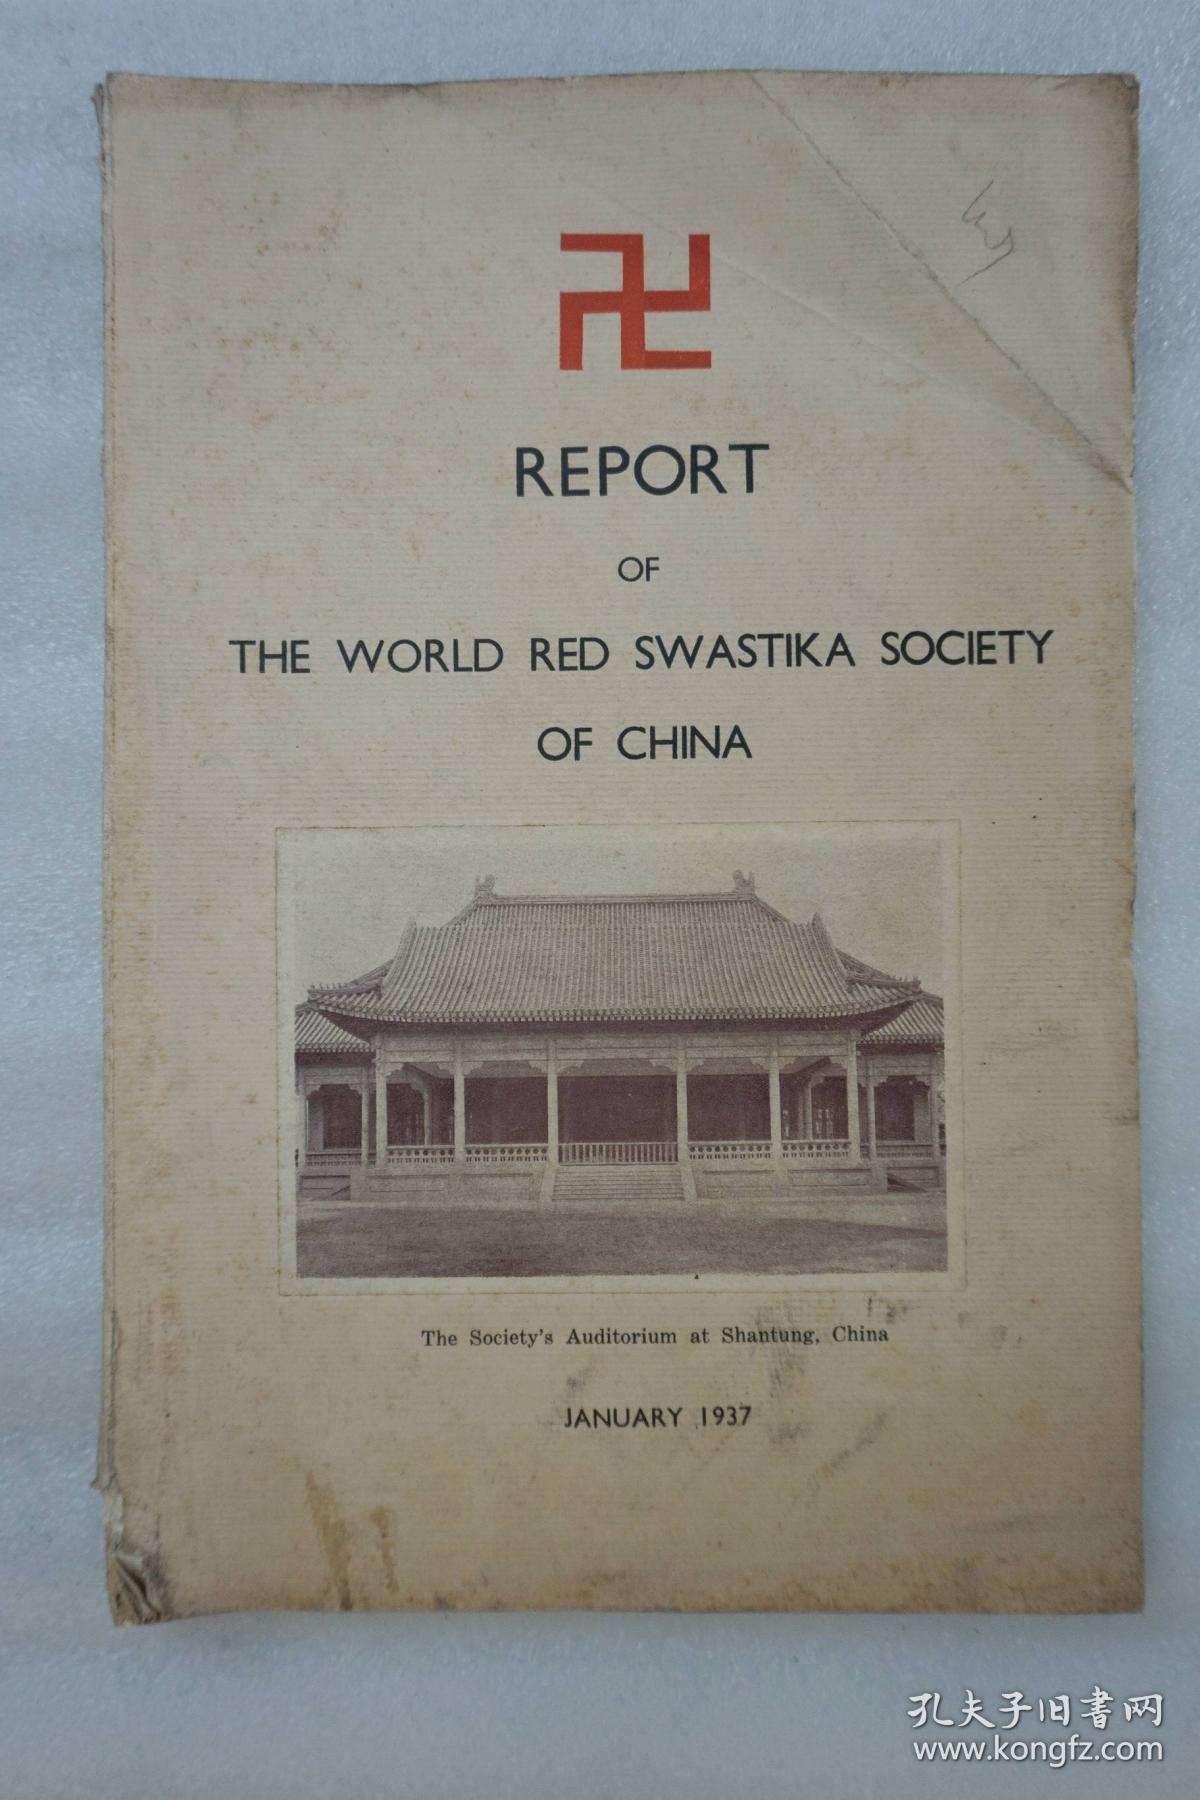 卍
REPORT
OF
THE WORLD RED SWASTIKA SOCIETY
OF CHINA
The Society's Auditorium at Shantung, China
JANUARY 1937
孔夫子旧书网
www.kongfz.com